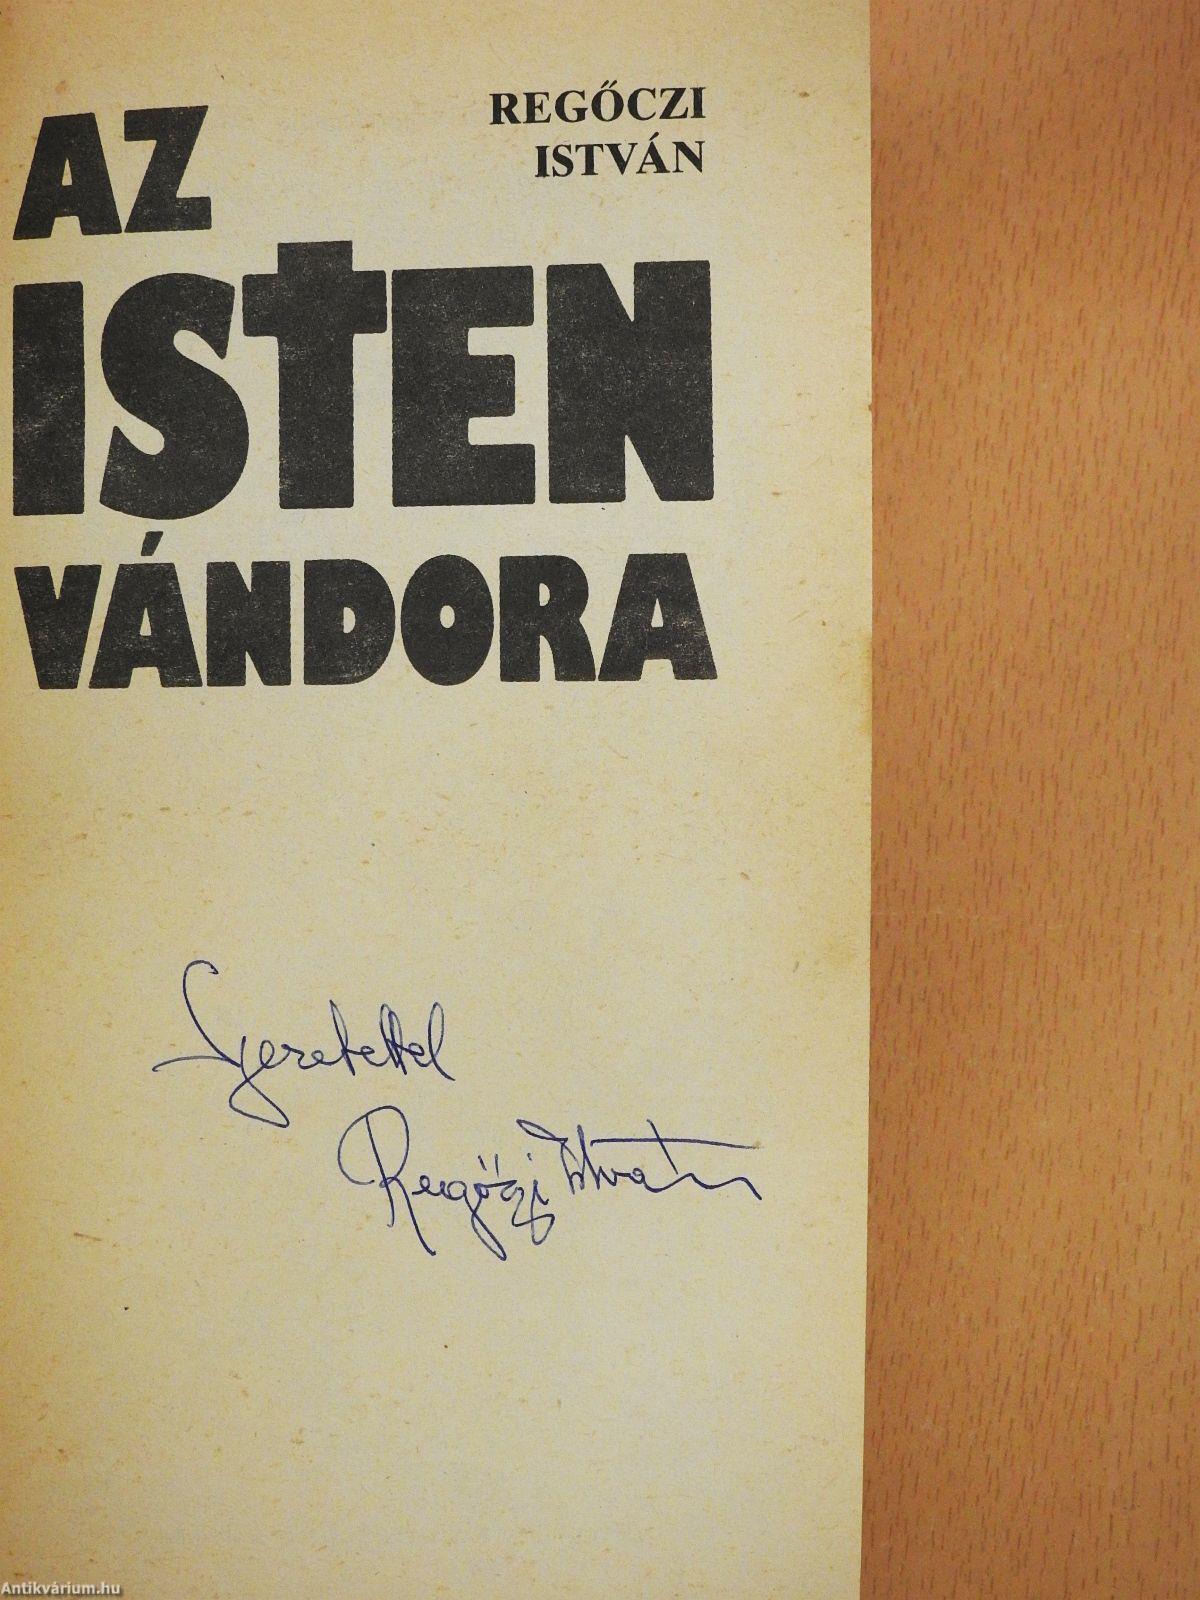 REGŐCZI
ISTVÁN
AZ
ISTEN
VÁNDORA
Szeretettel
Regőczi István
Antikvárium.hu